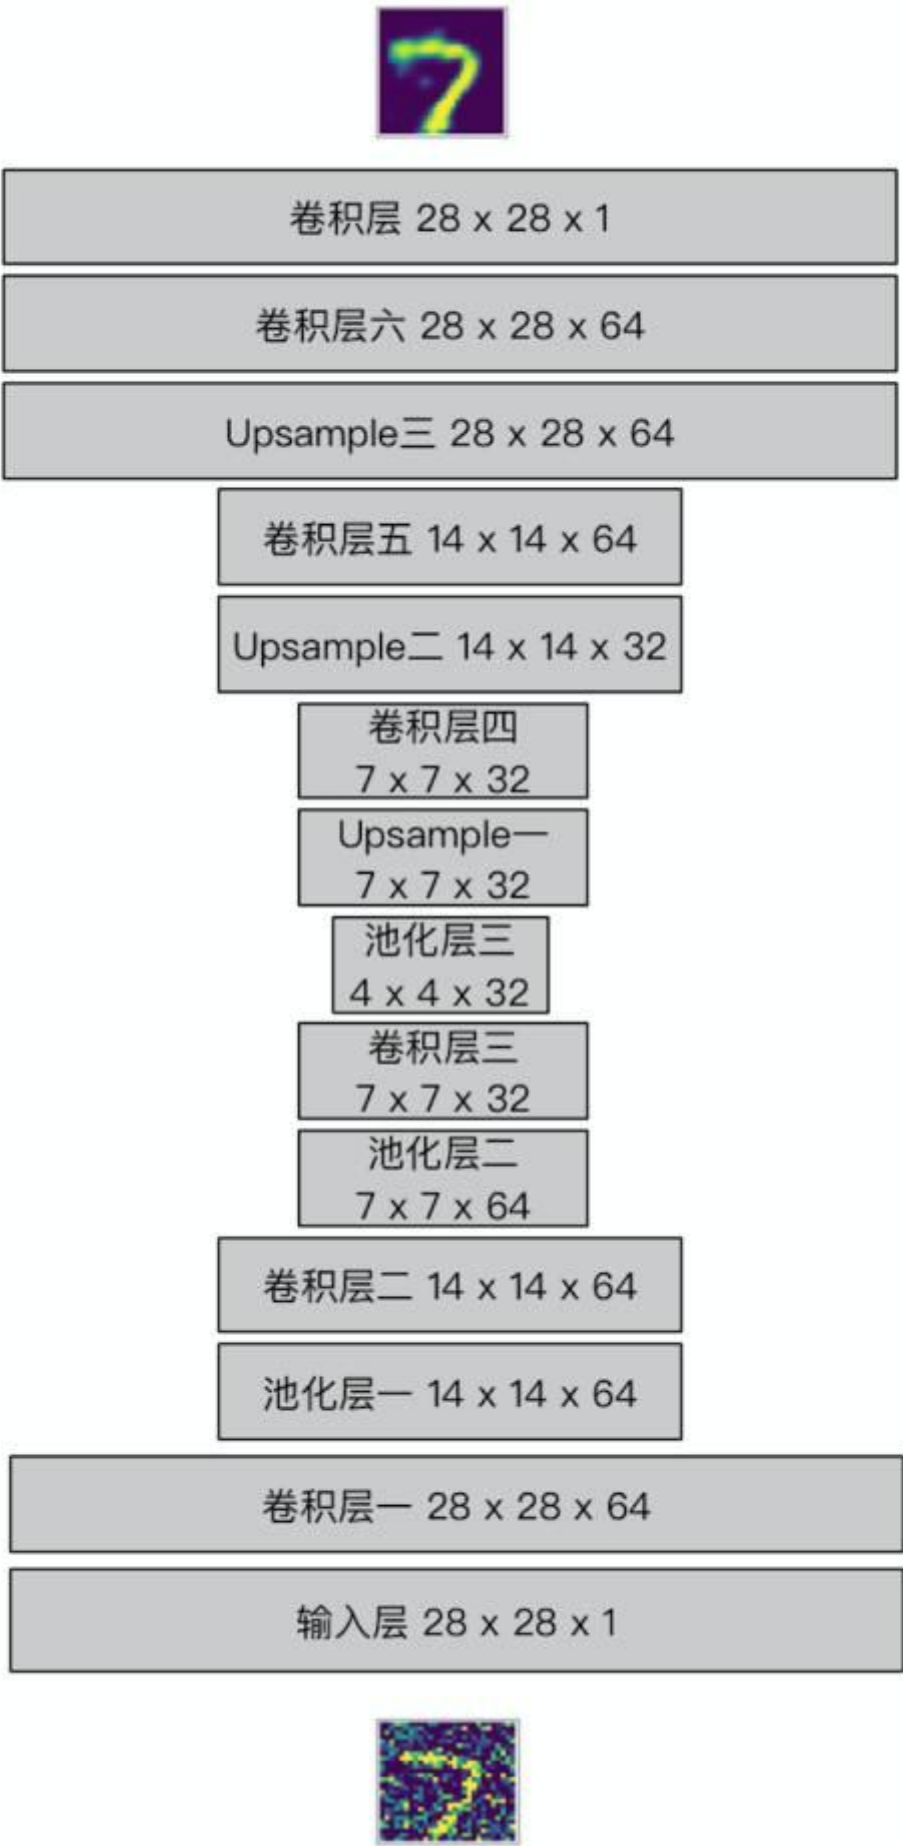 卷积层 28 x 28 x 1
卷积层六 28 x 28 x 64
Upsample三 28 x 28 x 64
卷积层五 14 x 14 x 64
Upsample二 14 x 14 x 32
卷积层四
7 x 7 x 32
Upsample一
7 x 7 x 32
池化层三
4 x 4 x 32
卷积层三
7 x 7 x 32
池化层二
7 x 7 x 64
卷积层二 14 x 14 x 64
池化层一 14 x 14 x 64
卷积层一 28 x 28 x 64
输入层 28 x 28 x 1